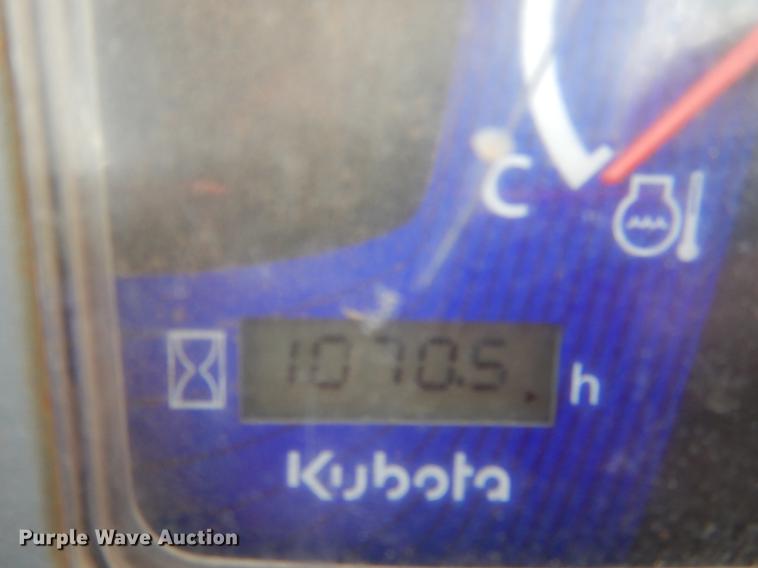 C
1070.5 h
Kubota
Purple Wave Auction